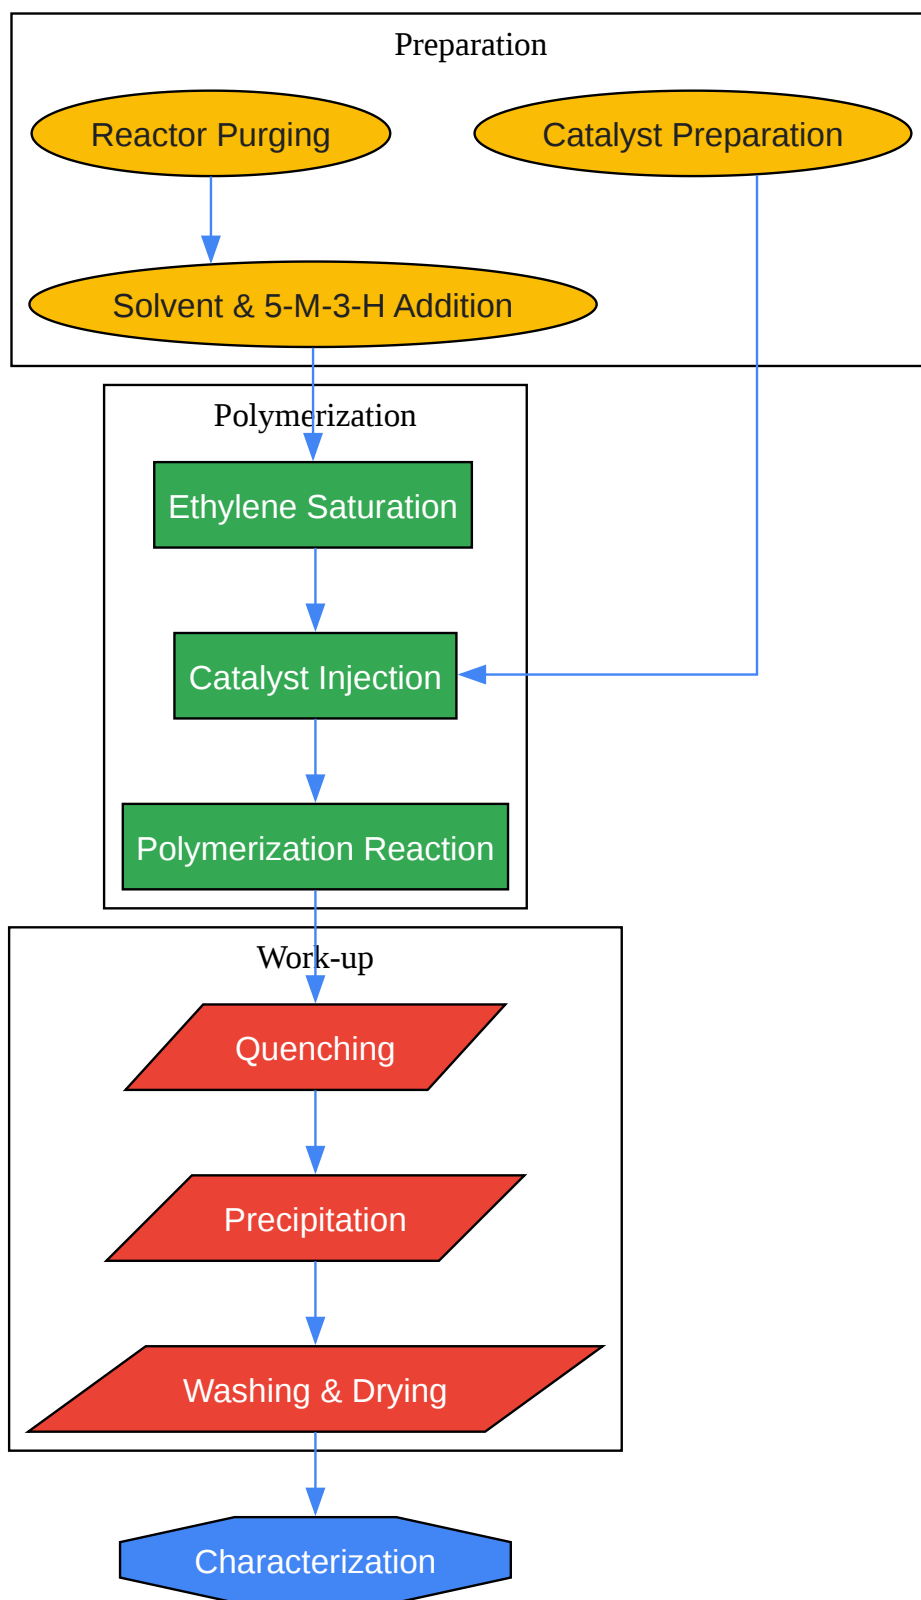 Preparation
Reactor Purging
Catalyst Preparation
Solvent & 5-M-3-H Addition
Polymerization
Ethylene Saturation
Catalyst Injection
Polymerization Reaction
Work-up
Quenching
Precipitation
Washing & Drying
Characterization